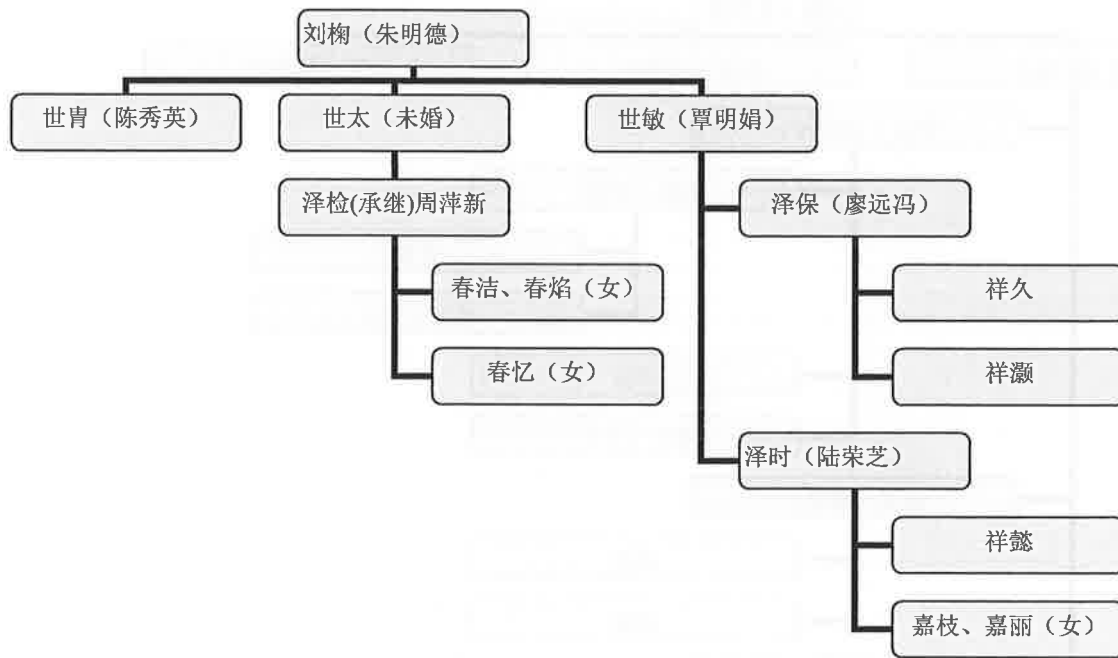 刘椈（朱明德）
世胄（陈秀英）
世太（未婚）
世敏（覃明娟）
泽检(承继)周萍新
泽保（廖远冯）
春洁、春焰（女）
祥久
春忆（女）
祥灏
泽时（陆荣芝）
祥懿
嘉枝、嘉丽（女）